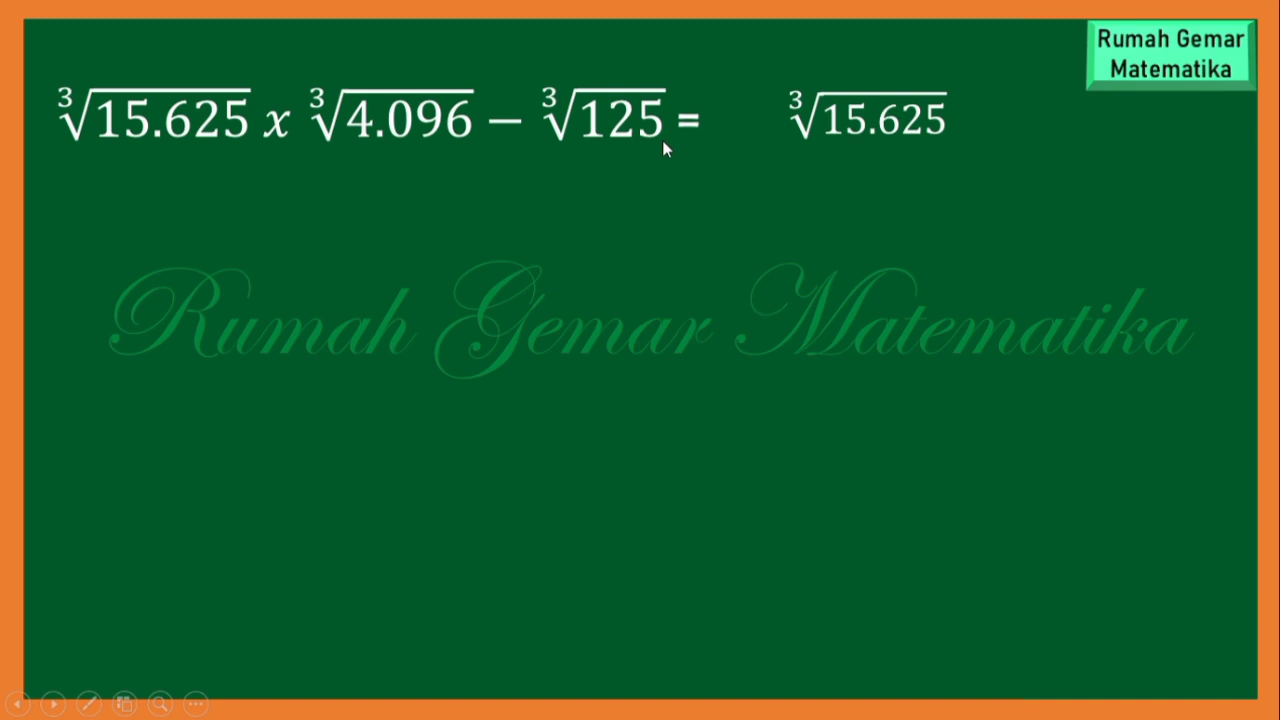 Rumah Gemar
Matematika
∛15.625 x ∛4.096 − ∛125 = ∛15.625
Rumah Gemar Matematika